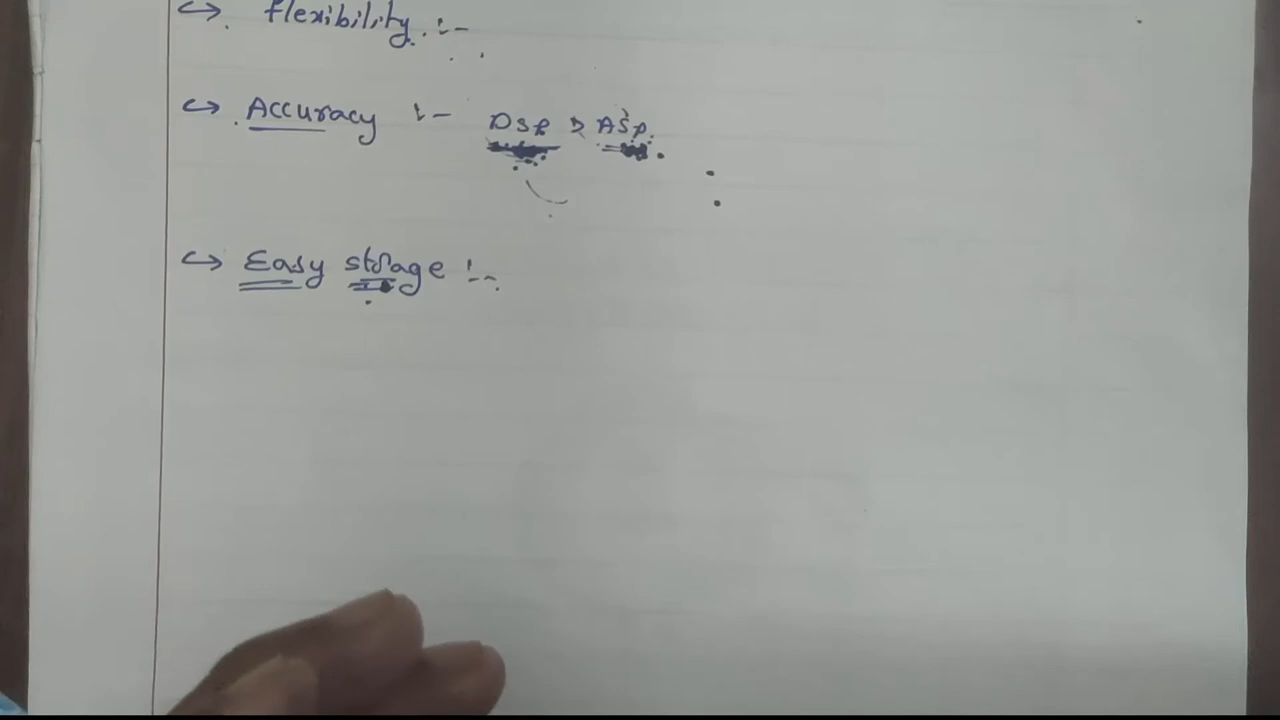 ↪ flexibility :-
↪ Accuracy :- DSP > ASP.
↪ Easy storage :-